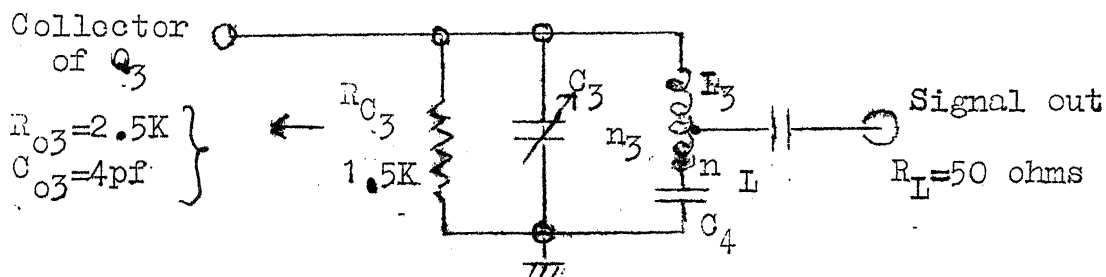 Collector
of Q3
Ro3=2.5K
Co3=4pf
RC3
1.5K
C3
L3
n3
n L
C4
Signal out
RL=50 ohms